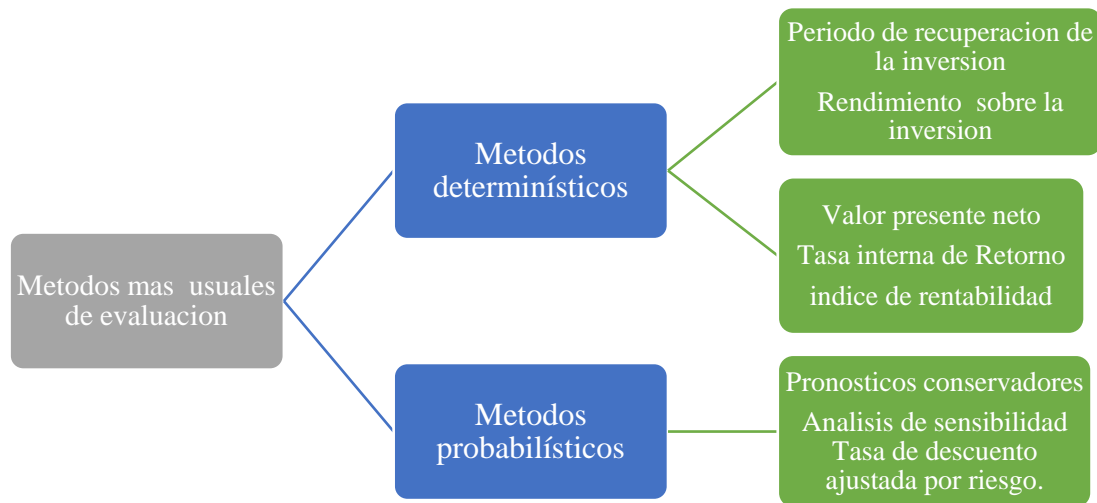 Metodos mas usuales
de evaluacion
Metodos
determinísticos
Periodo de recuperacion de
la inversion
Rendimiento sobre la
inversion
Valor presente neto
Tasa interna de Retorno
indice de rentabilidad
Metodos
probabilísticos
Pronosticos conservadores
Analisis de sensibilidad
Tasa de descuento
ajustada por riesgo.